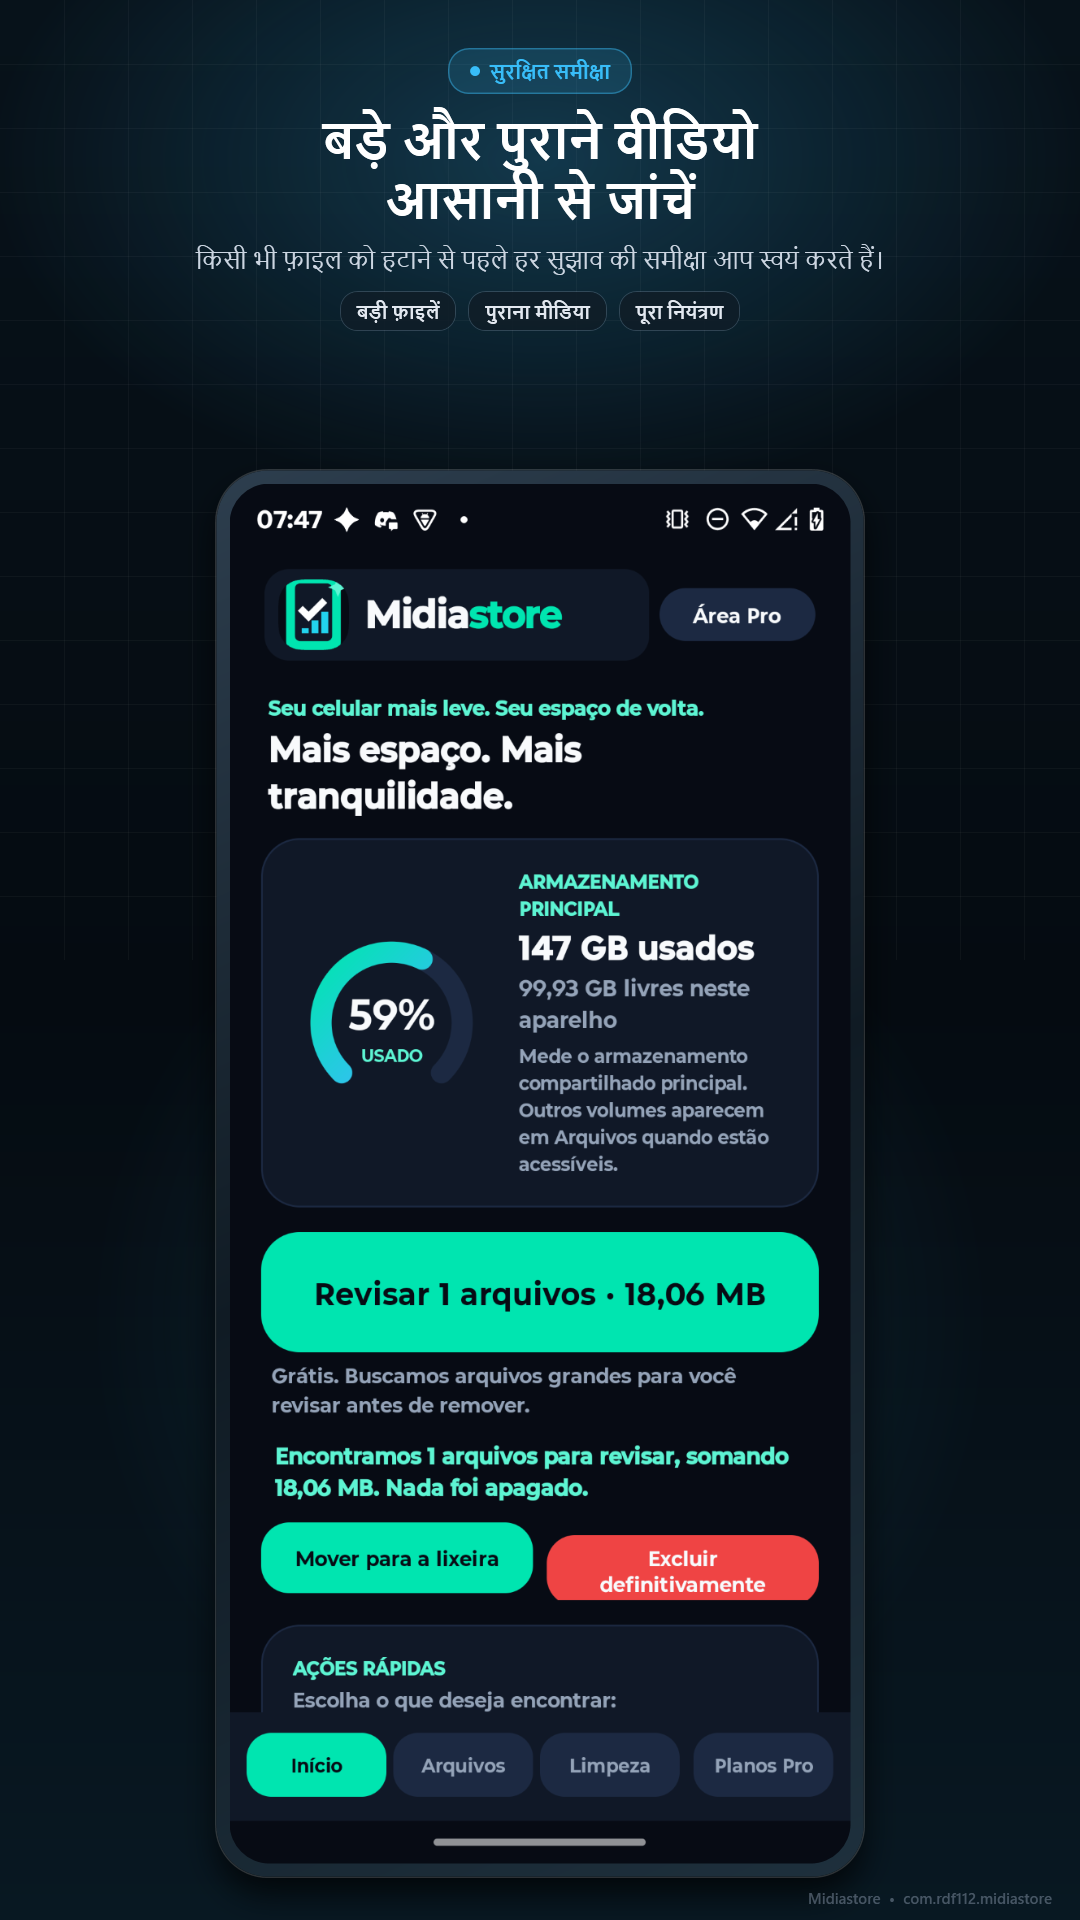 सुरक्षित समीक्षा
बड़े और पुराने वीडियो
आसानी से जांचें
किसी भी फ़ाइल को हटाने से पहले हर सुझाव की समीक्षा आप स्वयं करते हैं।
बड़ी फ़ाइलें
पुराना मीडिया
पूरा नियंत्रण
07:47
Midiastore
Área Pro
Seu celular mais leve. Seu espaço de volta.
Mais espaço. Mais
tranquilidade.
59%
USADO
ARMAZENAMENTO
PRINCIPAL
147 GB usados
99,93 GB livres neste
aparelho
Mede o armazenamento
compartilhado principal.
Outros volumes aparecem
em Arquivos quando estão
acessíveis.
Revisar 1 arquivos · 18,06 MB
Grátis. Buscamos arquivos grandes para você
revisar antes de remover.
Encontramos 1 arquivos para revisar, somando
18,06 MB. Nada foi apagado.
Mover para a lixeira
Excluir
definitivamente
AÇÕES RÁPIDAS
Escolha o que deseja encontrar:
Início
Arquivos
Limpeza
Planos Pro
Midiastore • com.rdf112.midiastore